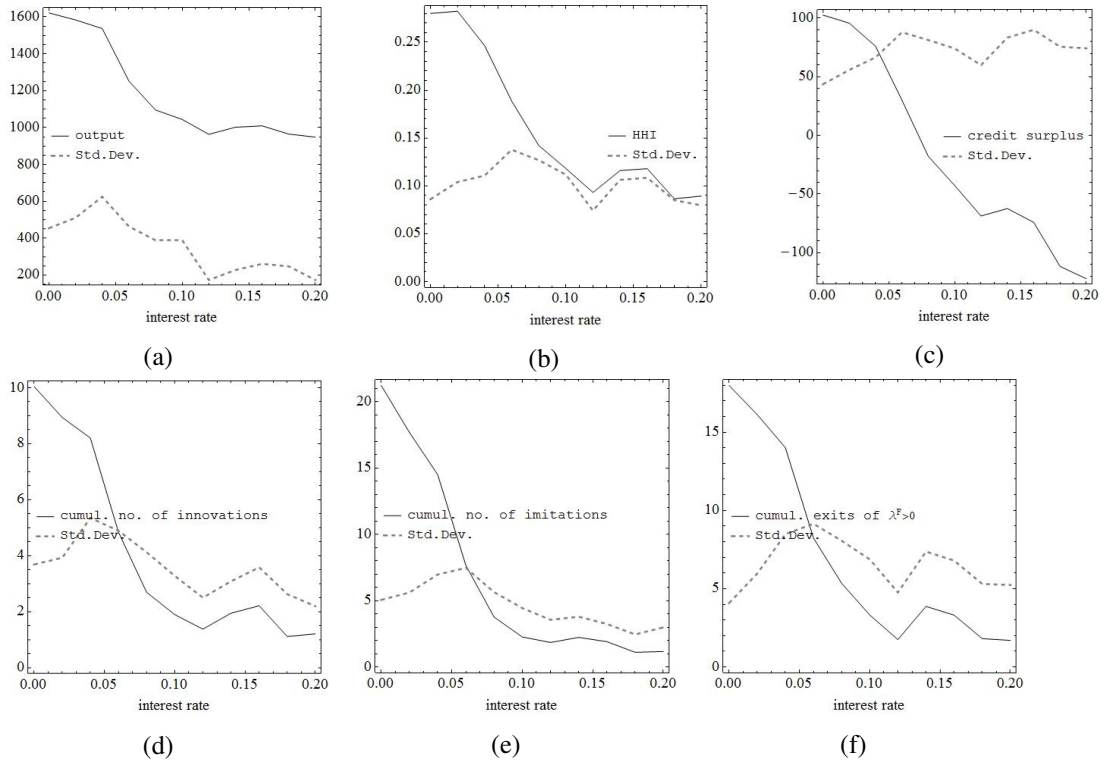 1600
1400
1200
1000
800
600
400
200
output
Std.Dev.
0.00 0.05 0.10 0.15 0.20
interest rate
(a)
0.25
0.20
0.15
0.10
0.05
0.00
HHI
Std.Dev.
0.00 0.05 0.10 0.15 0.20
interest rate
(b)
100
50
0
−50
−100
credit surplus
Std.Dev.
0.00 0.05 0.10 0.15 0.20
interest rate
(c)
10
8
6
4
2
0
cumul. no. of innovations
Std.Dev.
0.00 0.05 0.10 0.15 0.20
interest rate
(d)
20
15
10
5
0
cumul. no. of imitations
Std.Dev.
0.00 0.05 0.10 0.15 0.20
interest rate
(e)
15
10
5
0
cumul. exits of λ^F>0
Std.Dev.
0.00 0.05 0.10 0.15 0.20
interest rate
(f)